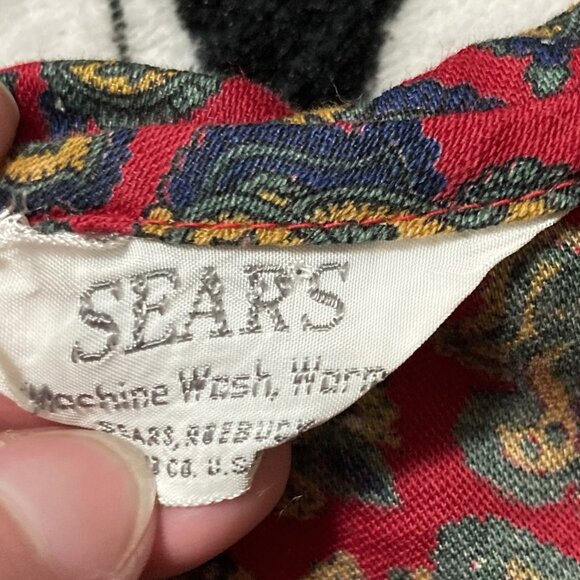 SEARS
Machine Wash, Warm
SEARS, ROEBUCK
CO. U.S.